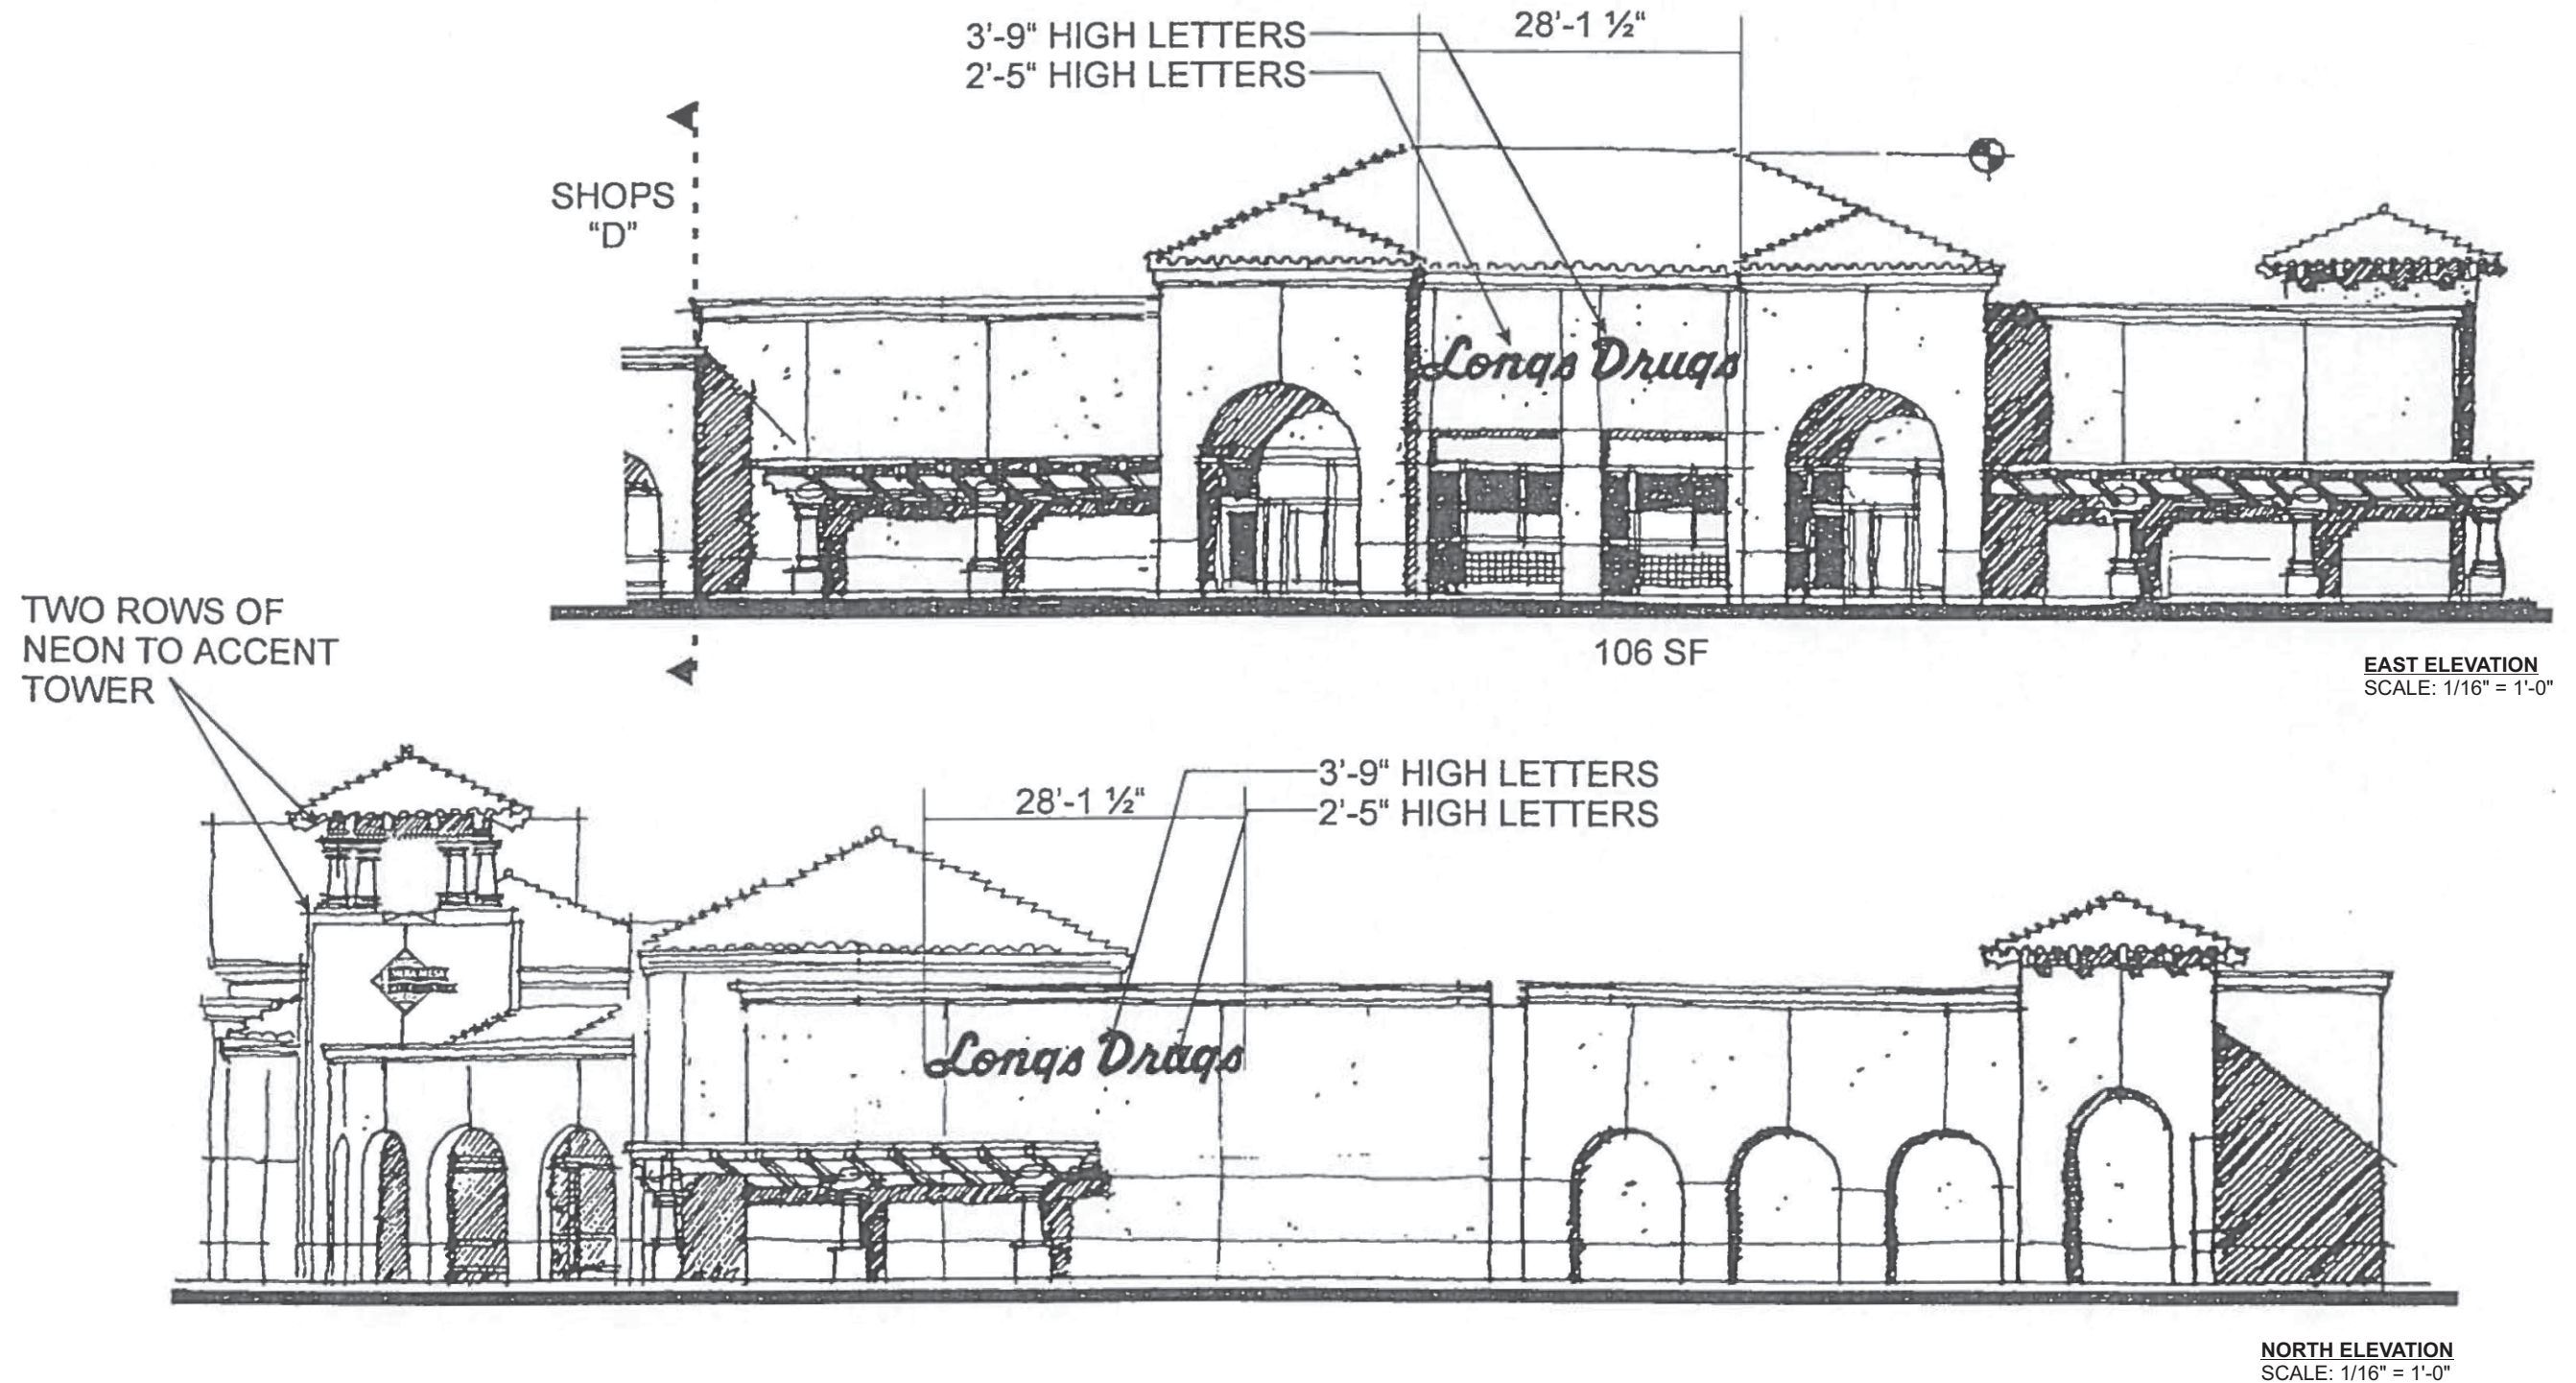 3'-9“ HIGH LETTERS
2'-5“ HIGH LETTERS
28'-1 ½“
SHOPS
“D”
Longs Drugs
106 SF
EAST ELEVATION
SCALE: 1/16" = 1'-0"
TWO ROWS OF
NEON TO ACCENT
TOWER
28'-1 ½“
3'-9“ HIGH LETTERS
2'-5“ HIGH LETTERS
Longs Drugs
NORTH ELEVATION
SCALE: 1/16" = 1'-0"